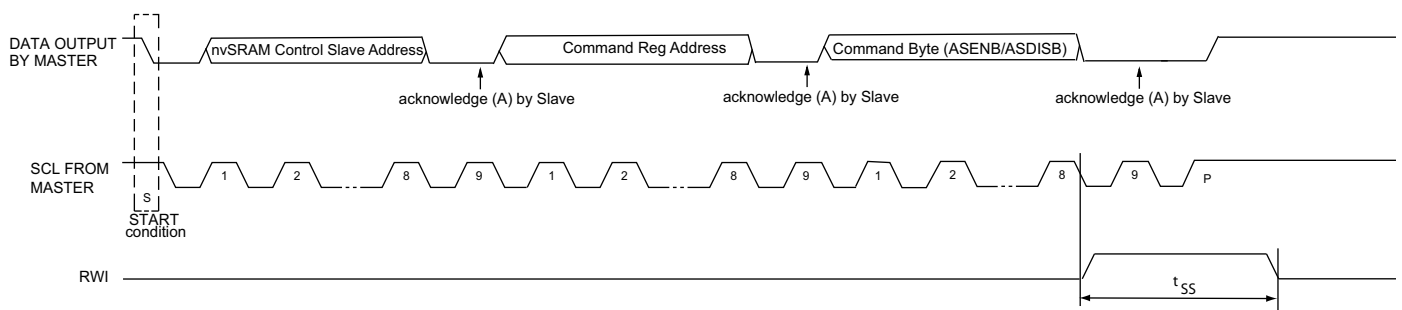 DATA OUTPUT
BY MASTER
nvSRAM Control Slave Address
Command Reg Address
Command Byte (ASENB/ASDISB)
acknowledge (A) by Slave
acknowledge (A) by Slave
acknowledge (A) by Slave
SCL FROM
MASTER
S
1 2 8 9 1 2 8 9 1 2 8 9 P
START
condition
RWI
tSS